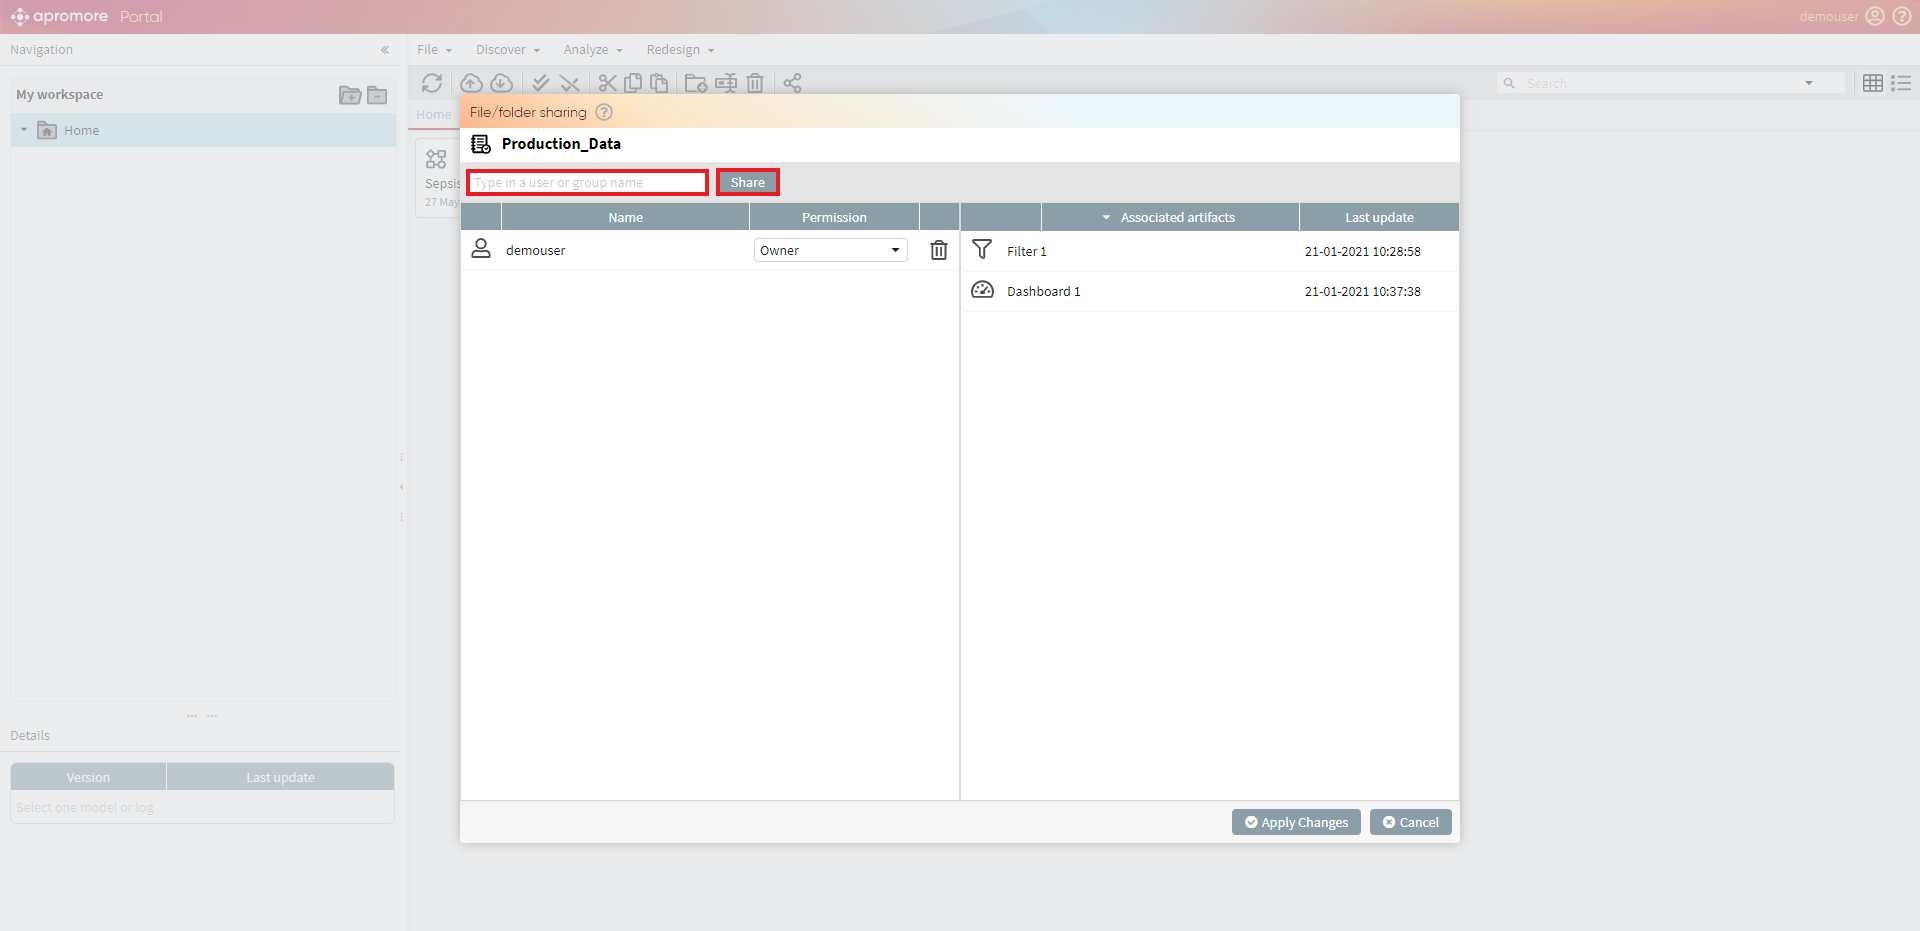 apromore Portal
demouser
Navigation
File
Discover
Analyze
Redesign
My workspace
Search
Home
Home
File/folder sharing
Production_Data
Sepsis
27 May
Type in a user or group name
Share
Name
Permission
Associated artifacts
Last update
demouser
Owner
Filter 1
21-01-2021 10:28:58
Dashboard 1
21-01-2021 10:37:38
Details
Version
Last update
Select one model or log
Apply Changes
Cancel